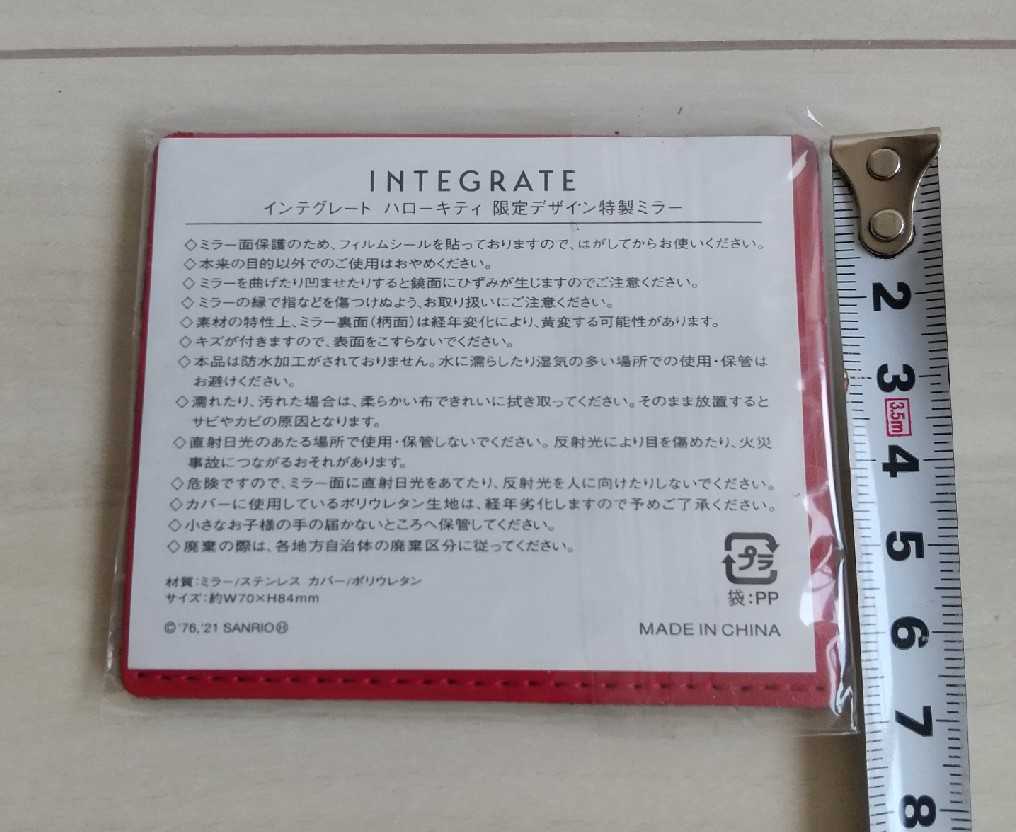 INTEGRATE
インテグレート ハローキティ 限定デザイン特製ミラー
◇ミラー面保護のため、フィルムシールを貼っておりますので、はがしてからお使いください。
◇本来の目的以外でのご使用はおやめください。
◇ミラーを曲げたり凹ませたりすると鏡面にひずみが生じますのでご注意ください。
◇ミラーの縁で指などを傷つけぬよう、お取り扱いにご注意ください。
◇素材の特性上、ミラー裏面(柄面)は経年変化により、黄変する可能性があります。
◇キズが付きますので、表面をこすらないでください。
◇本品は防水加工がされておりません。水に濡らしたり湿気の多い場所での使用・保管は
お避けください。
◇濡れたり、汚れた場合は、柔らかい布できれいに拭き取ってください。そのまま放置すると
サビやカビの原因となります。
◇直射日光のあたる場所で使用・保管しないでください。反射光により目を傷めたり、火災
事故につながるおそれがあります。
◇危険ですので、ミラー面に直射日光をあてたり、反射光を人に向けたりしないでください。
◇カバーに使用しているポリウレタン生地は、経年劣化しますので予めご了承ください。
◇小さなお子様の手の届かないところへ保管してください。
◇廃棄の際は、各地方自治体の廃棄区分に従ってください。
材質:ミラー/ステンレス カバー/ポリウレタン
サイズ:約W70×H84mm
©'76,'21 SANRIO®
プラ
袋:PP
MADE IN CHINA
2
3
3.5m
4
5
6
7
8